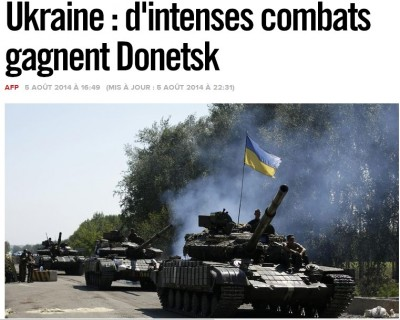 Ukraine : d'intenses combats
gagnent Donetsk
AFP 5 AOÛT 2014 À 16:49 (MIS À JOUR : 5 AOÛT 2014 À 22:31)